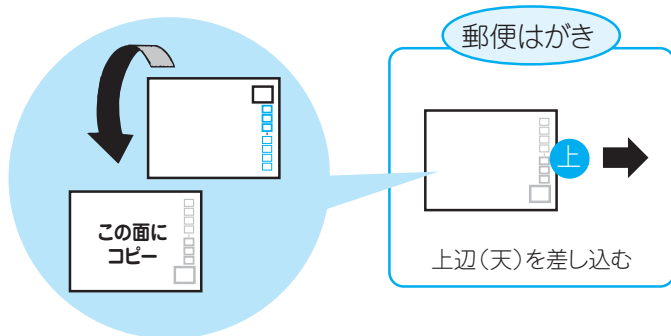 郵便はがき
上
この面に
コピー
上辺（天）を差し込む